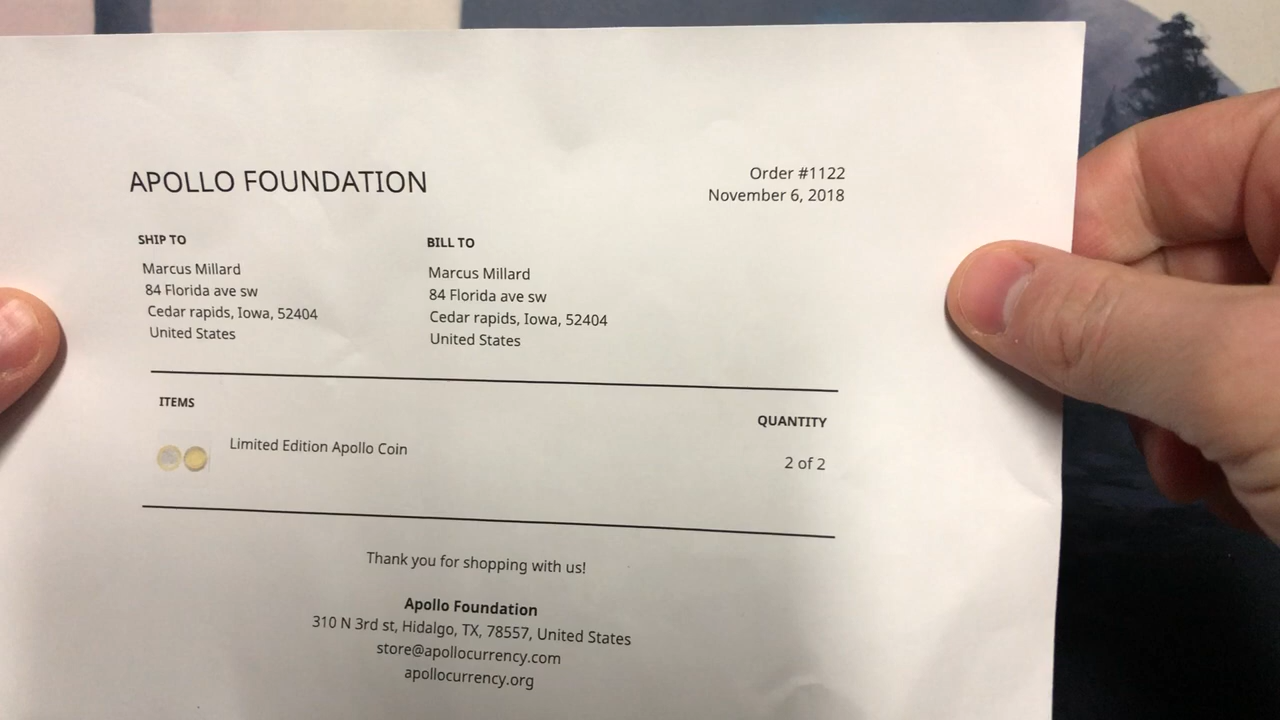 APOLLO FOUNDATION
Order #1122
November 6, 2018
SHIP TO
Marcus Millard
84 Florida ave sw
Cedar rapids, Iowa, 52404
United States
BILL TO
Marcus Millard
84 Florida ave sw
Cedar rapids, Iowa, 52404
United States
ITEMS
QUANTITY
Limited Edition Apollo Coin
2 of 2
Thank you for shopping with us!
Apollo Foundation
310 N 3rd st, Hidalgo, TX, 78557, United States
store@apollocurrency.com
apollocurrency.org